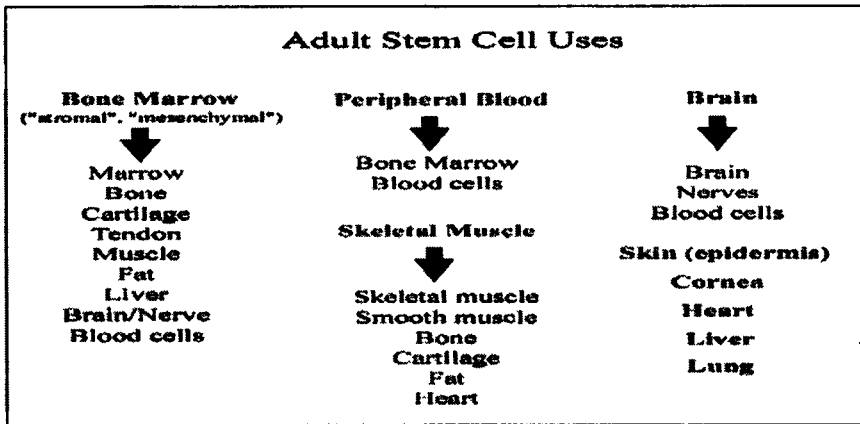 Adult Stem Cell Uses
Bone Marrow
("stromal", "mesenchymal")
Marrow
Bone
Cartilage
Tendon
Muscle
Fat
Liver
Brain/Nerve
Blood cells
Peripheral Blood
Bone Marrow
Blood cells
Skeletal Muscle
Skeletal muscle
Smooth muscle
Bone
Cartilage
Fat
Heart
Brain
Brain
Nerves
Blood cells
Skin (epidermis)
Cornea
Heart
Liver
Lung